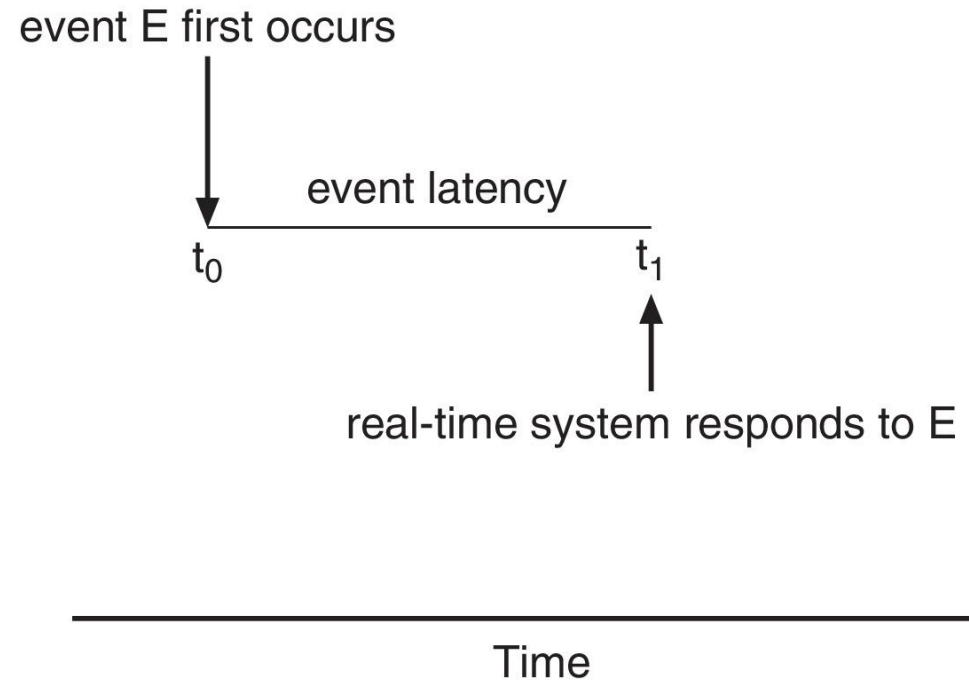 event E first occurs
event latency
t₀
t₁
real-time system responds to E
Time